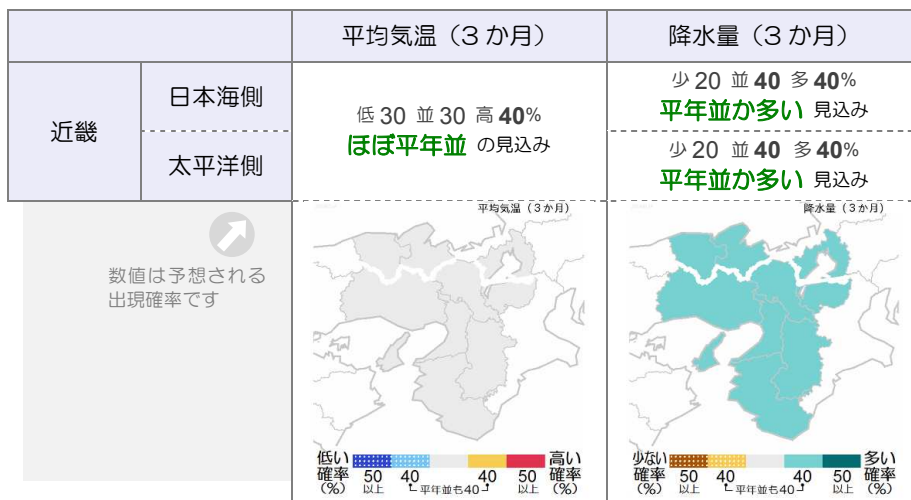 平均気温（３か月）
降水量（３か月）
近畿
日本海側
太平洋側
低 30 並 30 高 40%
ほぼ平年並 の見込み
少 20 並 40 多 40%
平年並か多い 見込み
少 20 並 40 多 40%
平年並か多い 見込み
数値は予想される
出現確率です
平均気温（３か月）
低い 高い
確率 50 40 40 50 確率
(%) 以上 平年並も40 以上 (%)
降水量（３か月）
少ない 多い
確率 50 40 40 50 確率
(%) 以上 平年並も40 以上 (%)